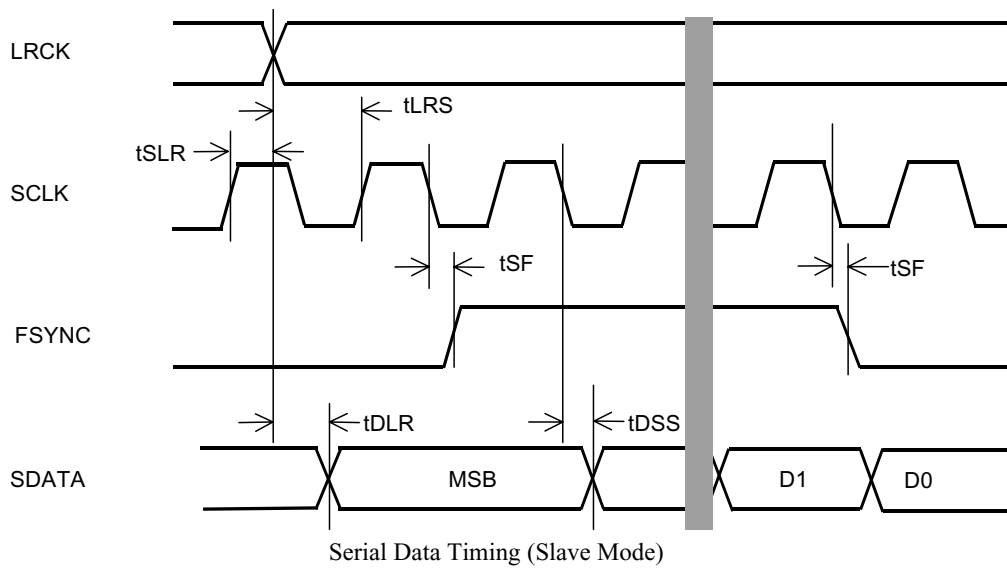 LRCK
tLRS
tSLR
SCLK
tSF
tSF
FSYNC
tDLR
tDSS
SDATA
MSB
D1
D0
Serial Data Timing (Slave Mode)